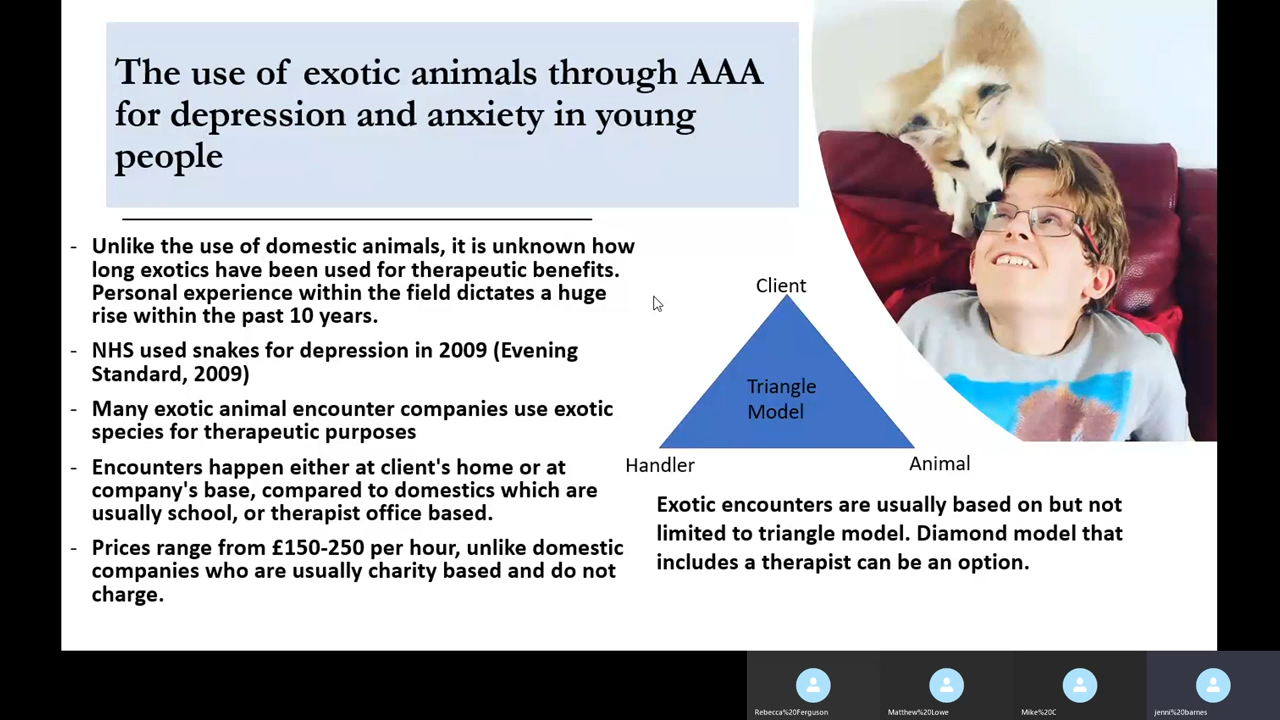 The use of exotic animals through AAA
for depression and anxiety in young
people
- Unlike the use of domestic animals, it is unknown how
long exotics have been used for therapeutic benefits.
Personal experience within the field dictates a huge
rise within the past 10 years.
- NHS used snakes for depression in 2009 (Evening
Standard, 2009)
- Many exotic animal encounter companies use exotic
species for therapeutic purposes
- Encounters happen either at client's home or at
company's base, compared to domestics which are
usually school, or therapist office based.
- Prices range from £150-250 per hour, unlike domestic
companies who are usually charity based and do not
charge.
Client
Triangle
Model
Handler
Animal
Exotic encounters are usually based on but not
limited to triangle model. Diamond model that
includes a therapist can be an option.
Rebecca%20Ferguson
Matthew%20Lowe
Mike%20C
jenni%20barnes